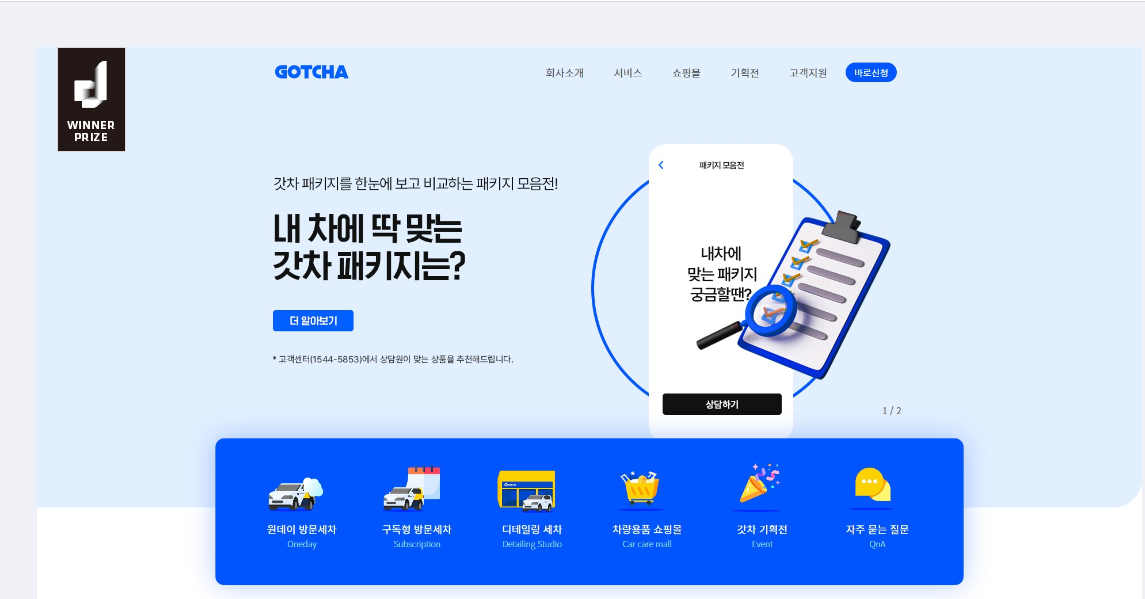 WINNER
PRIZE
GOTCHA
회사소개
서비스
쇼핑몰
기획전
고객지원
바로신청
갓차 패키지를 한눈에 보고 비교하는 패키지 모음전!
내 차에 딱 맞는
갓차 패키지는?
더 알아보기
* 고객센터(1544-5853)에서 상담원이 맞는 상품을 추천해드립니다.
패키지 모음전
내차에
맞는 패키지
궁금할땐?
상담하기
1 / 2
원데이 방문세차
Oneday
구독형 방문세차
Subscription
디테일링 세차
Detailing Studio
차량용품 쇼핑몰
Car care mall
갓차 기획전
Event
자주 묻는 질문
QnA